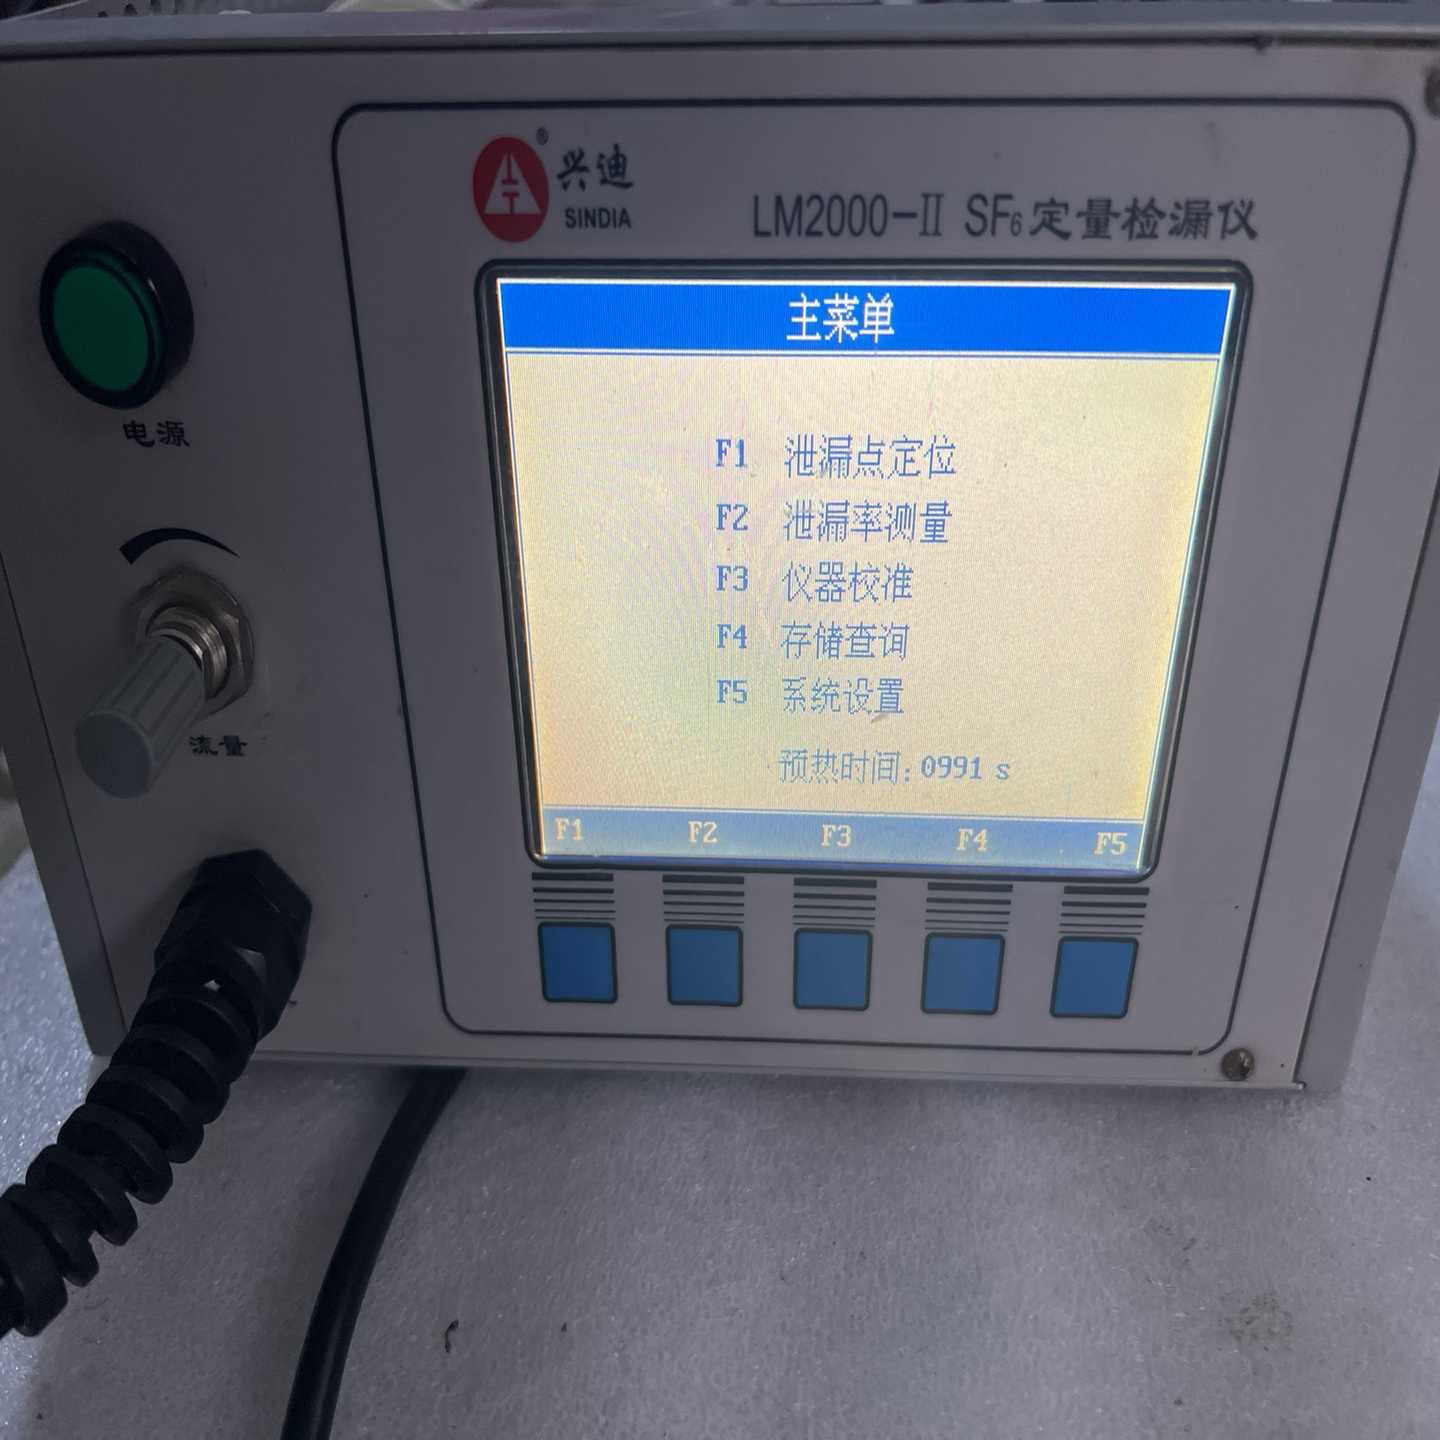 ®
兴迪
SINDIA
LM2000-Ⅱ SF₆定量检漏仪
电源
流量
主菜单
F1 泄漏点定位
F2 泄漏率测量
F3 仪器校准
F4 存储查询
F5 系统设置
预热时间:0991 s
F1 F2 F3 F4 F5